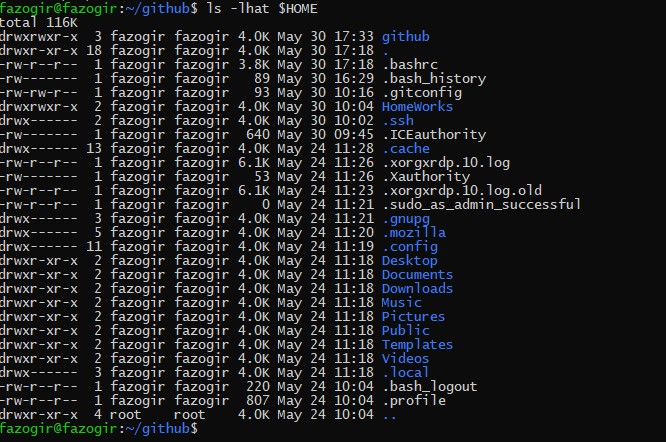 fazogir@fazogir:~/github$ ls -lhat $HOME
total 116K
drwxrwxr-x  3 fazogir fazogir 4.0K May 30 17:33 github
drwxr-xr-x 18 fazogir fazogir 4.0K May 30 17:18 .
-rw-r--r--  1 fazogir fazogir 3.8K May 30 17:18 .bashrc
-rw-------  1 fazogir fazogir   89 May 30 16:29 .bash_history
-rw-rw-r--  1 fazogir fazogir   93 May 30 10:16 .gitconfig
drwxrwxr-x  2 fazogir fazogir 4.0K May 30 10:04 HomeWorks
drwx------  2 fazogir fazogir 4.0K May 30 10:02 .ssh
-rw-------  1 fazogir fazogir  640 May 30 09:45 .ICEauthority
drwx------ 13 fazogir fazogir 4.0K May 24 11:28 .cache
-rw-r--r--  1 fazogir fazogir 6.1K May 24 11:26 .xorgxrdp.10.log
-rw-------  1 fazogir fazogir   53 May 24 11:26 .Xauthority
-rw-r--r--  1 fazogir fazogir 6.1K May 24 11:23 .xorgxrdp.10.log.old
-rw-r--r--  1 fazogir fazogir    0 May 24 11:21 .sudo_as_admin_successful
drwx------  3 fazogir fazogir 4.0K May 24 11:21 .gnupg
drwx------  5 fazogir fazogir 4.0K May 24 11:20 .mozilla
drwx------ 11 fazogir fazogir 4.0K May 24 11:19 .config
drwxr-xr-x  2 fazogir fazogir 4.0K May 24 11:18 Desktop
drwxr-xr-x  2 fazogir fazogir 4.0K May 24 11:18 Documents
drwxr-xr-x  2 fazogir fazogir 4.0K May 24 11:18 Downloads
drwxr-xr-x  2 fazogir fazogir 4.0K May 24 11:18 Music
drwxr-xr-x  2 fazogir fazogir 4.0K May 24 11:18 Pictures
drwxr-xr-x  2 fazogir fazogir 4.0K May 24 11:18 Public
drwxr-xr-x  2 fazogir fazogir 4.0K May 24 11:18 Templates
drwxr-xr-x  2 fazogir fazogir 4.0K May 24 11:18 Videos
drwx------  3 fazogir fazogir 4.0K May 24 11:18 .local
-rw-r--r--  1 fazogir fazogir  220 May 24 10:04 .bash_logout
-rw-r--r--  1 fazogir fazogir  807 May 24 10:04 .profile
drwxr-xr-x  4 root    root    4.0K May 24 10:04 ..
fazogir@fazogir:~/github$